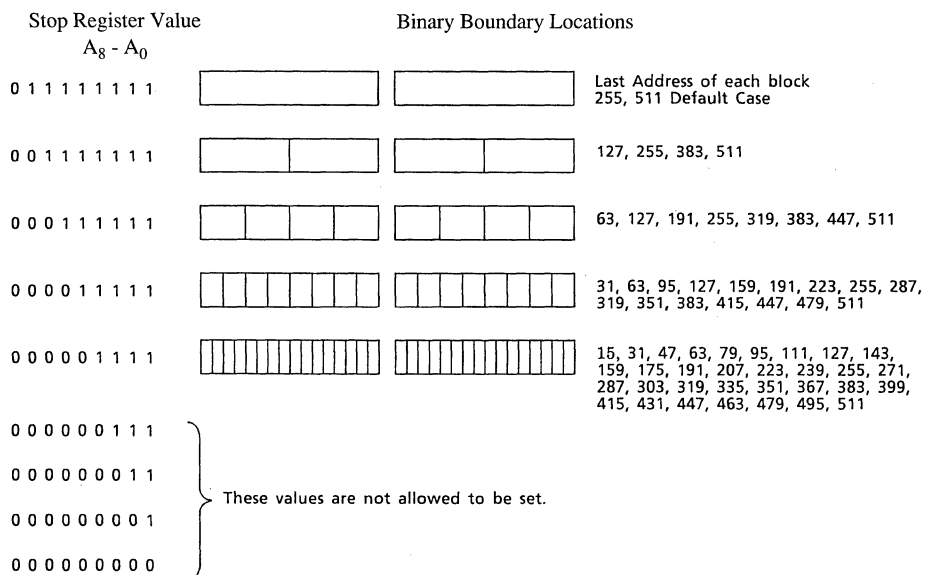 Stop Register Value
Binary Boundary Locations
A8 - A0
0 1 1 1 1 1 1 1 1
Last Address of each block
255, 511 Default Case
0 0 1 1 1 1 1 1 1
127, 255, 383, 511
0 0 0 1 1 1 1 1 1
63, 127, 191, 255, 319, 383, 447, 511
0 0 0 0 1 1 1 1 1
31, 63, 95, 127, 159, 191, 223, 255, 287,
319, 351, 383, 415, 447, 479, 511
0 0 0 0 0 1 1 1 1
15, 31, 47, 63, 79, 95, 111, 127, 143,
159, 175, 191, 207, 223, 239, 255, 271,
287, 303, 319, 335, 351, 367, 383, 399,
415, 431, 447, 463, 479, 495, 511
0 0 0 0 0 0 1 1 1
0 0 0 0 0 0 0 1 1
These values are not allowed to be set.
0 0 0 0 0 0 0 0 1
0 0 0 0 0 0 0 0 0